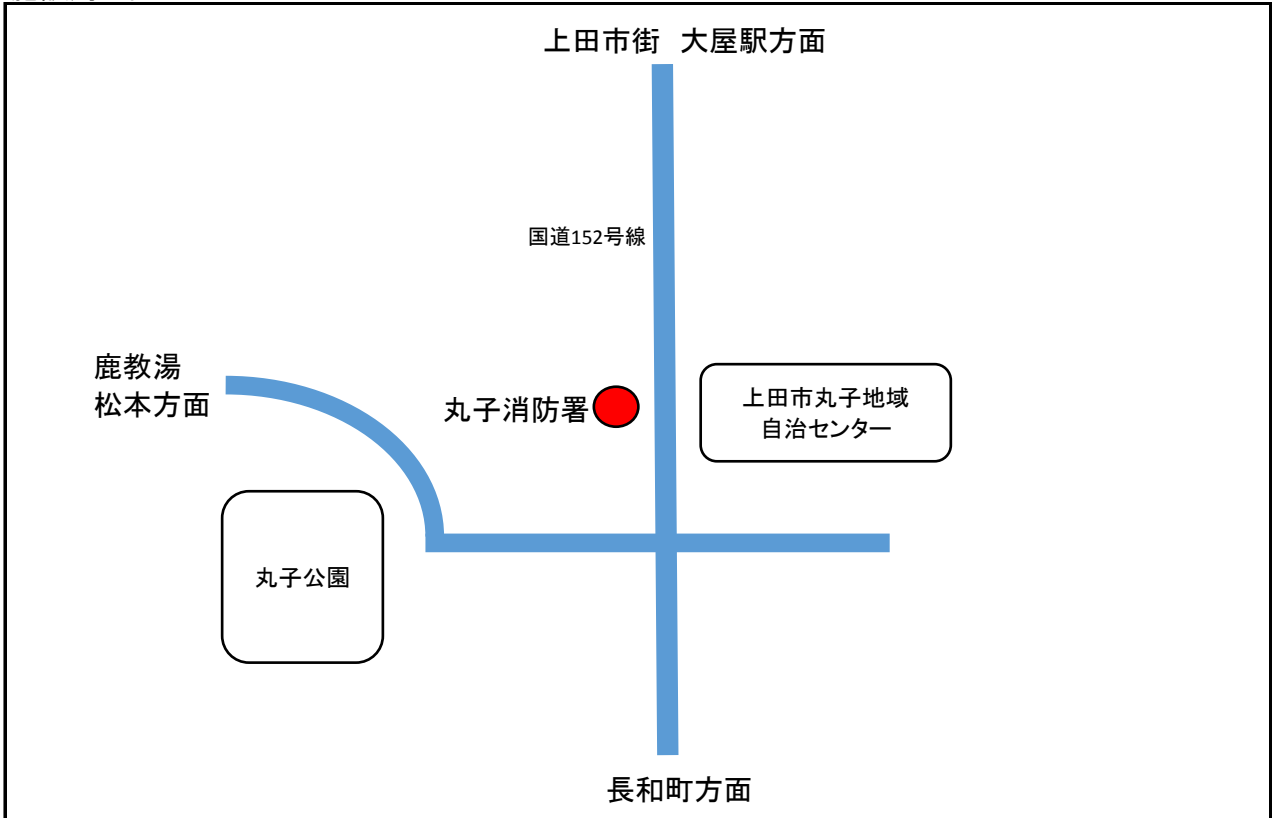 上田市街　大屋駅方面
国道152号線
鹿教湯
松本方面
丸子消防署
上田市丸子地域
自治センター
丸子公園
長和町方面